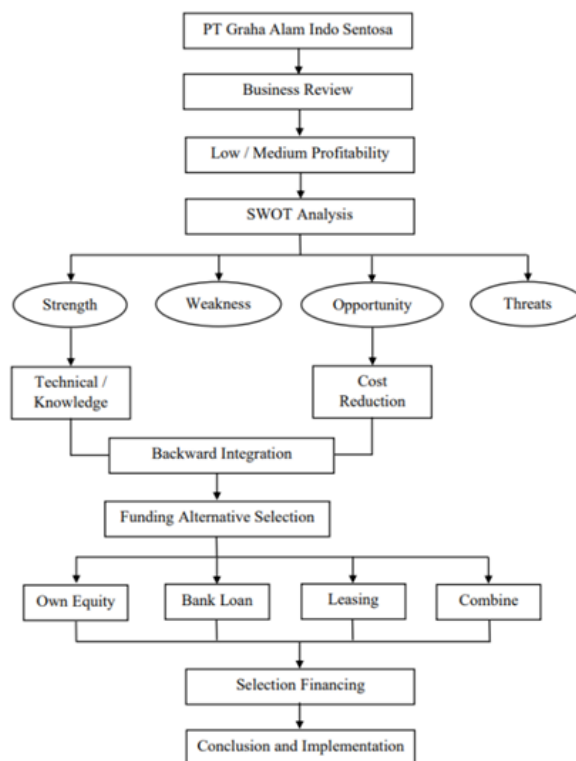 PT Graha Alam Indo Sentosa
Business Review
Low / Medium Profitability
SWOT Analysis
Strength
Weakness
Opportunity
Threats
Technical /
Knowledge
Cost
Reduction
Backward Integration
Funding Alternative Selection
Own Equity
Bank Loan
Leasing
Combine
Selection Financing
Conclusion and Implementation